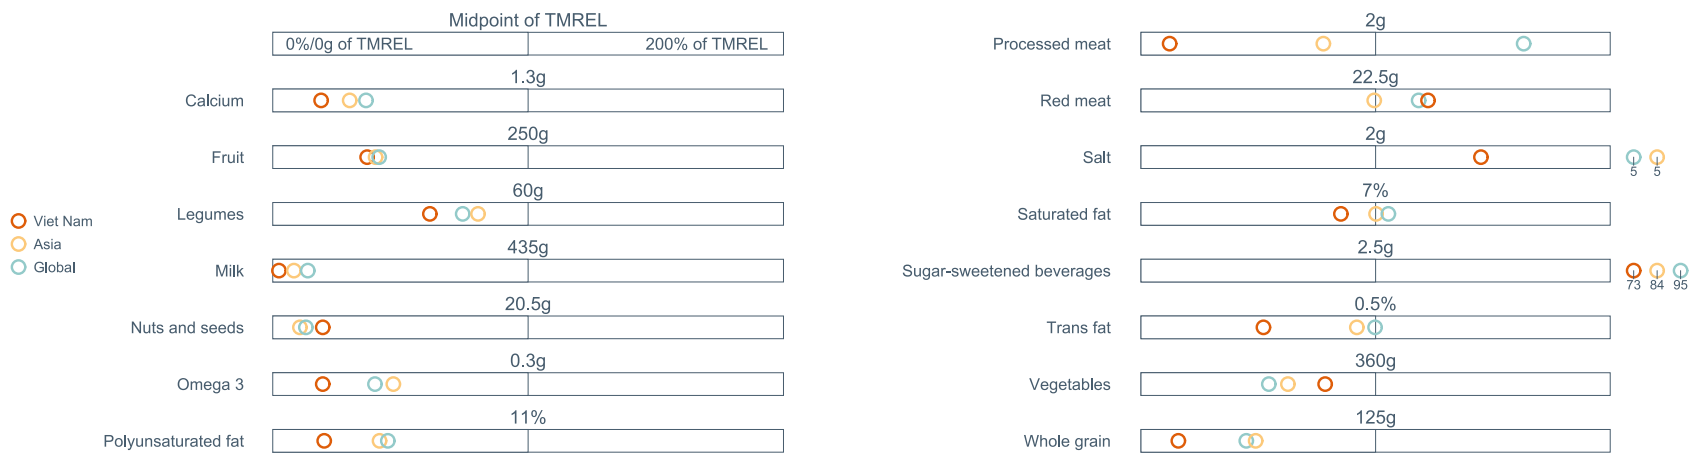 Midpoint of TMREL
0%/0g of TMREL 200% of TMREL
1.3g
Calcium
250g
Fruit
60g
Legumes
435g
Milk
20.5g
Nuts and seeds
0.3g
Omega 3
11%
Polyunsaturated fat
Viet Nam
Asia
Global
2g
Processed meat
22.5g
Red meat
2g
Salt
5 5
7%
Saturated fat
2.5g
Sugar-sweetened beverages
73 84 95
0.5%
Trans fat
360g
Vegetables
125g
Whole grain